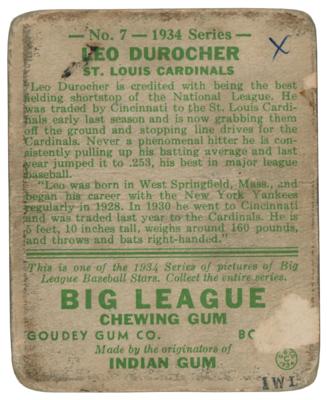 — No. 7 — 1934 Series —
LEO DUROCHER
ST. LOUIS CARDINALS
"Leo Durocher is credited with being the best
fielding shortstop of the National League. He
was traded by Cincinnati to the St. Louis Cardi-
nals early last season and is now grabbing them
off the ground and stopping line drives for the
Cardinals. Never a phenomenal hitter he is con-
sistently pulling up his batting average and last
year jumped it to .253, his best in major league
baseball.
"Leo was born in West Springfield, Mass., and
began his career with the New York Yankees
regularly in 1928. In 1930 he went to Cincinnati
and was traded last year to the Cardinals. He is
5 feet, 10 inches tall, weighs around 160 pounds,
and throws and bats right-handed."
This is one of the 1934 Series of pictures of Big
League Baseball Stars. Collect the entire series.
BIG LEAGUE
CHEWING GUM
GOUDEY GUM CO. BO
Made by the originators of
INDIAN GUM